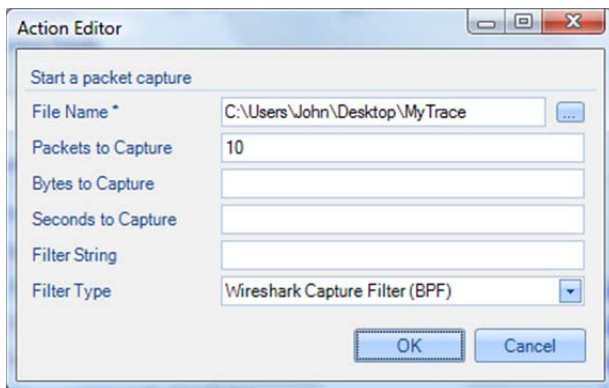 Action Editor
Start a packet capture
File Name * C:\Users\John\Desktop\MyTrace ...
Packets to Capture 10
Bytes to Capture
Seconds to Capture
Filter String
Filter Type Wireshark Capture Filter (BPF)
OK Cancel